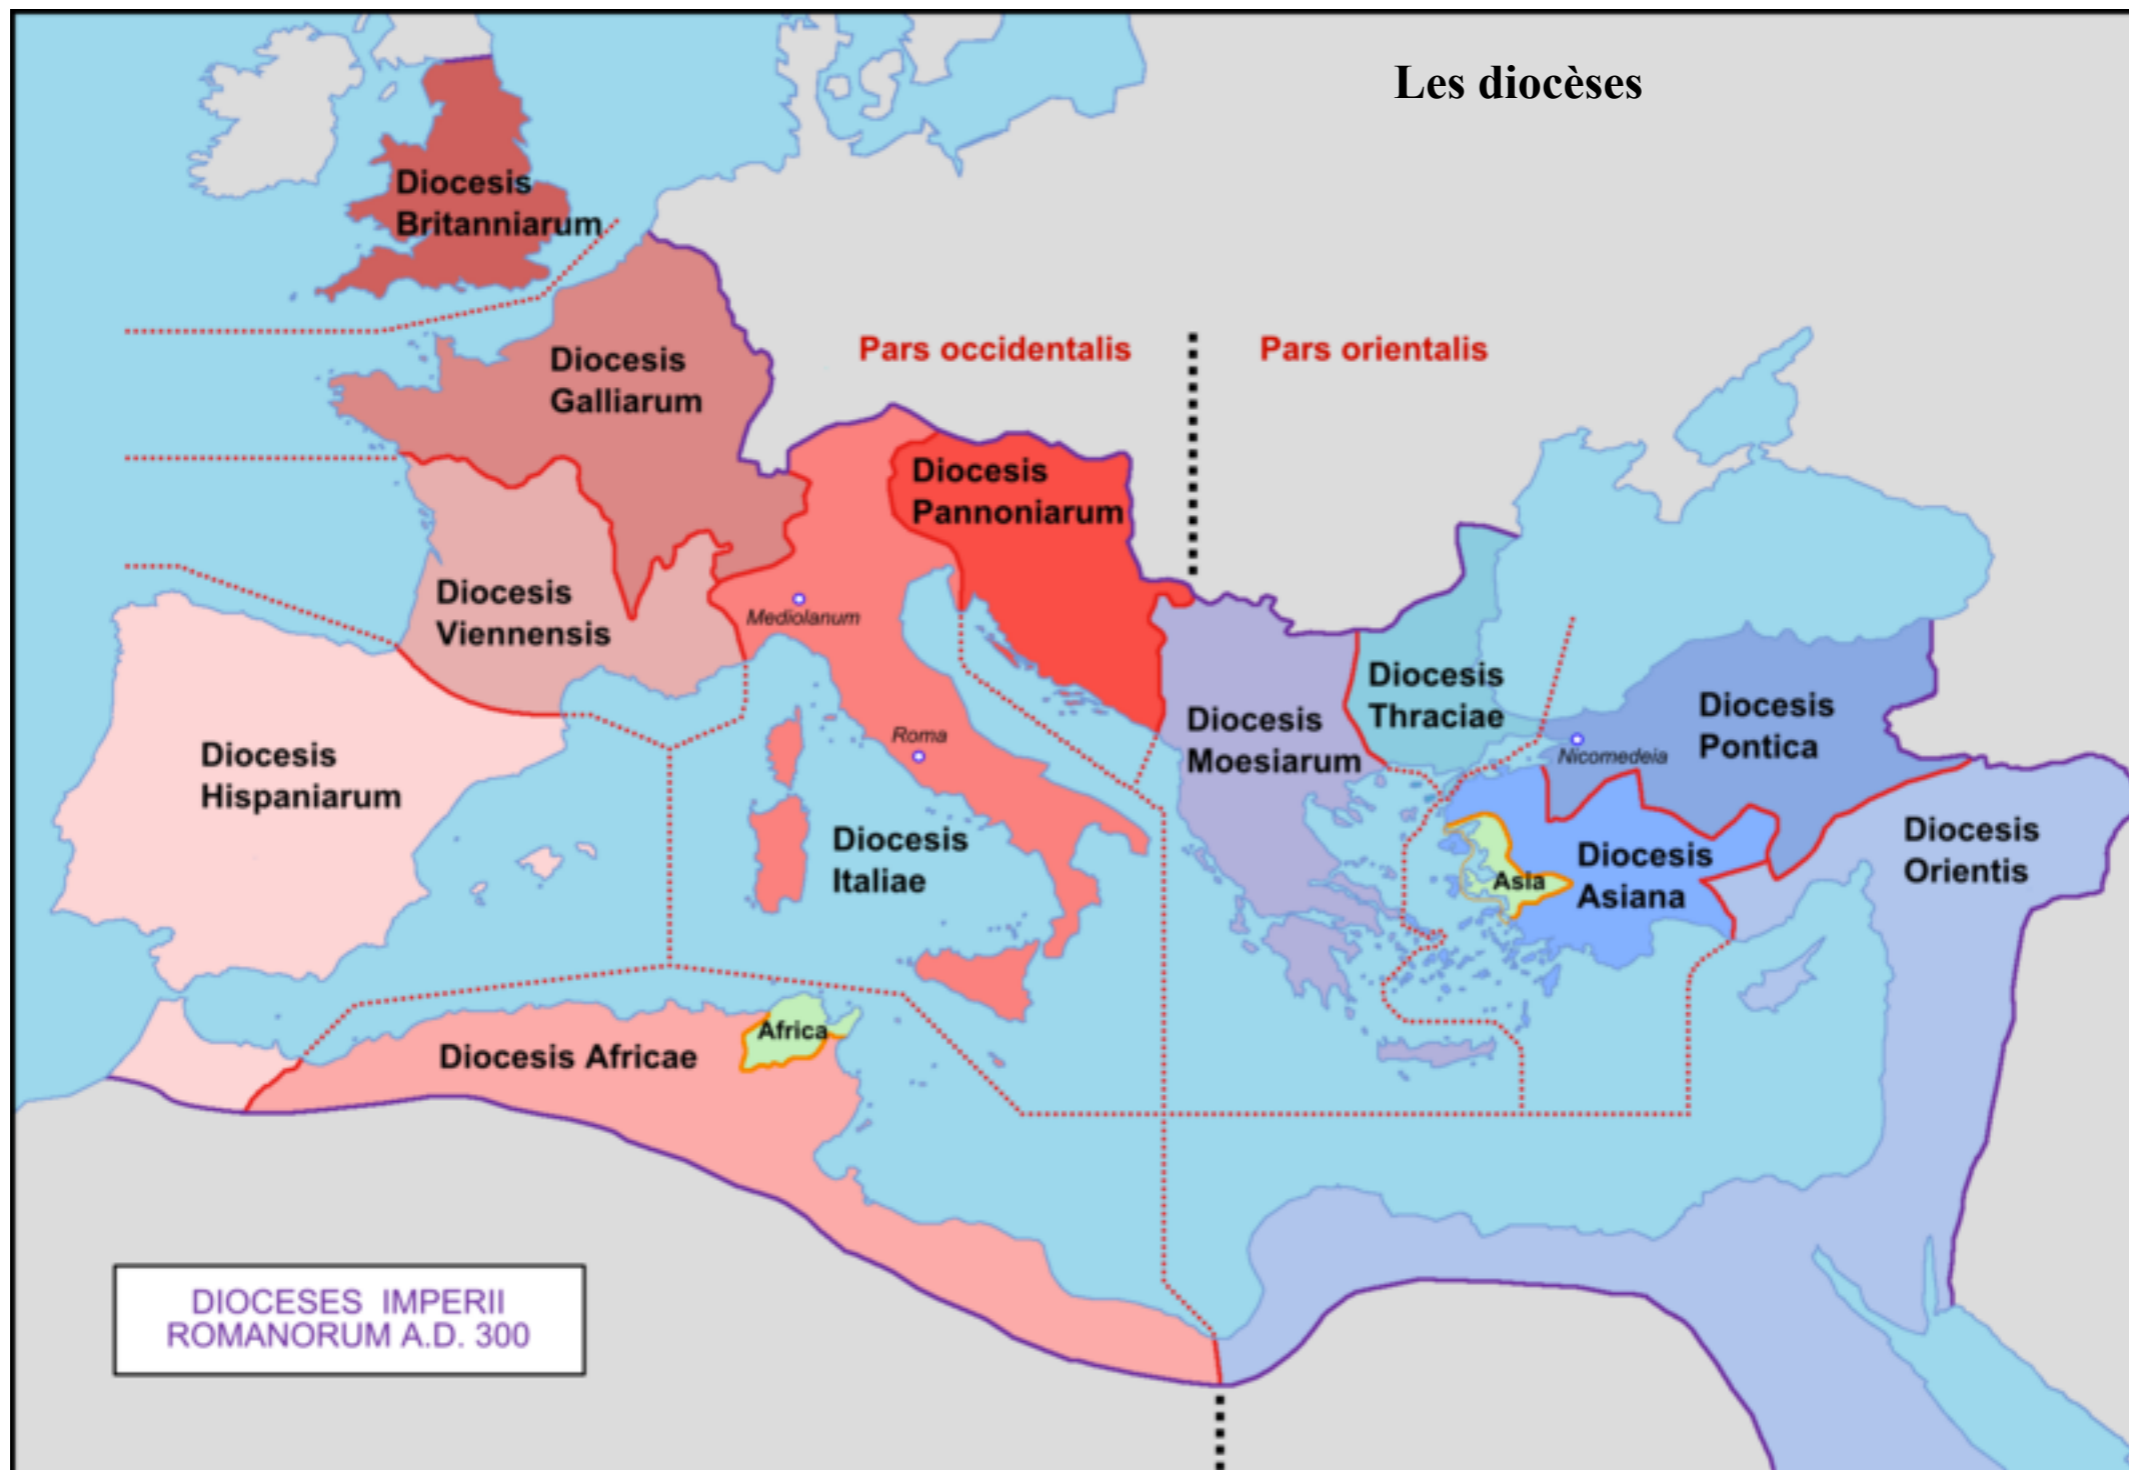 Les diocèses
Diocesis
Britanniarum
Pars occidentalis
Pars orientalis
Diocesis
Galliarum
Diocesis
Pannoniarum
Diocesis
Viennensis
Mediolanum
Diocesis
Thraciae
Diocesis
Pontica
Diocesis
Moesiarum
Nicomedeia
Roma
Diocesis
Hispaniarum
Diocesis
Italiae
Diocesis
Asiana
Asia
Diocesis
Orientis
Africa
Diocesis Africae
DIOCESES IMPERII
ROMANORUM A.D. 300